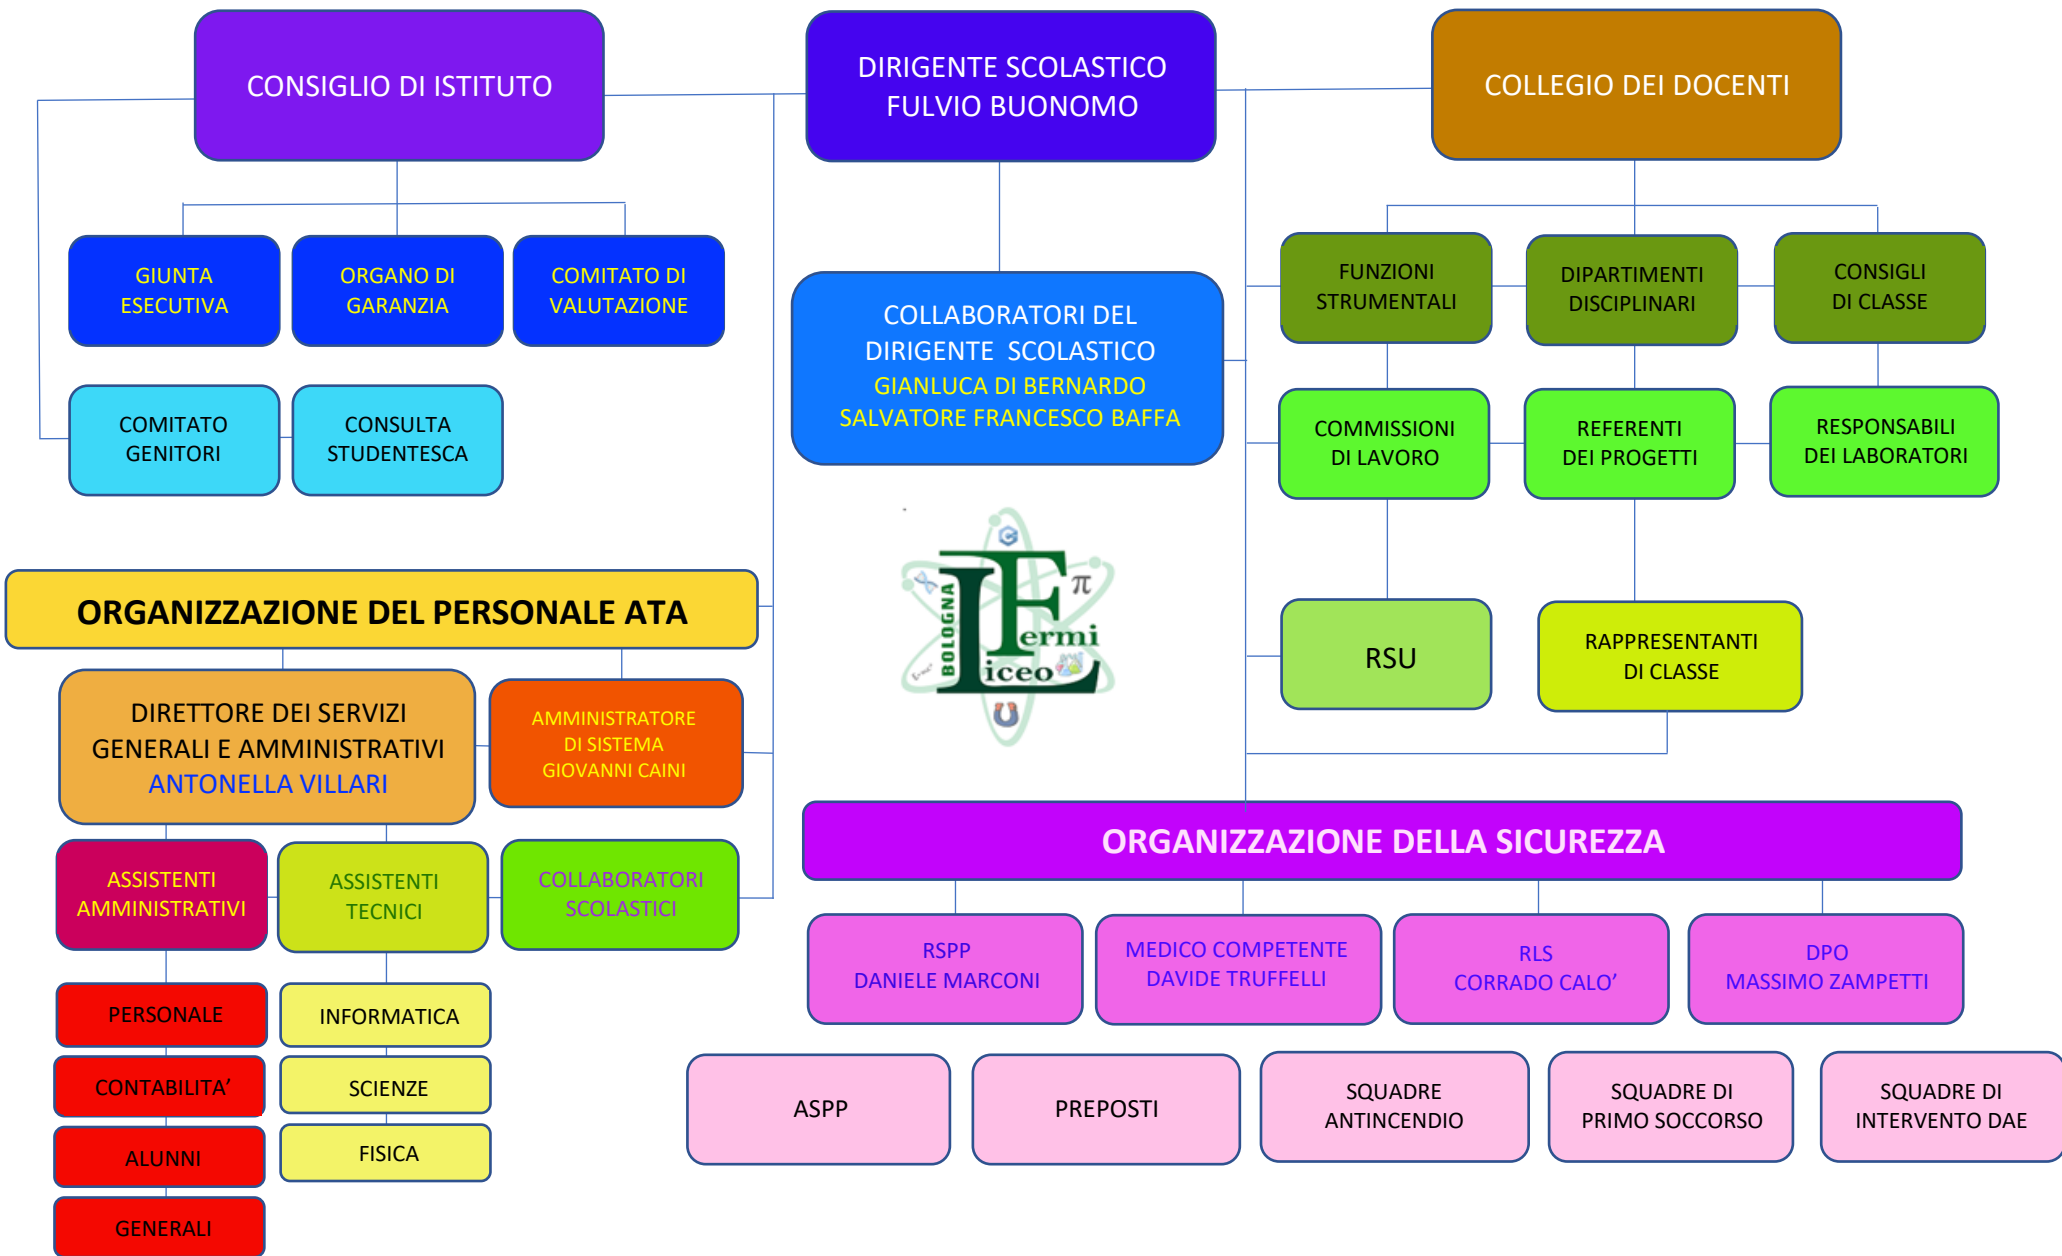 CONSIGLIO DI ISTITUTO
DIRIGENTE SCOLASTICO
FULVIO BUONOMO
COLLEGIO DEI DOCENTI
GIUNTA
ESECUTIVA
ORGANO DI
GARANZIA
COMITATO DI
VALUTAZIONE
COLLABORATORI DEL
DIRIGENTE SCOLASTICO
GIANLUCA DI BERNARDO
SALVATORE FRANCESCO BAFFA
FUNZIONI
STRUMENTALI
DIPARTIMENTI
DISCIPLINARI
CONSIGLI
DI CLASSE
COMITATO
GENITORI
CONSULTA
STUDENTESCA
COMMISSIONI
DI LAVORO
REFERENTI
DEI PROGETTI
RESPONSABILI
DEI LABORATORI
BOLOGNA
π
Fermi
Liceo
RSU
RAPPRESENTANTI
DI CLASSE
ORGANIZZAZIONE DEL PERSONALE ATA
DIRETTORE DEI SERVIZI
GENERALI E AMMINISTRATIVI
ANTONELLA VILLARI
AMMINISTRATORE
DI SISTEMA
GIOVANNI CAINI
ASSISTENTI
AMMINISTRATIVI
ASSISTENTI
TECNICI
COLLABORATORI
SCOLASTICI
PERSONALE
CONTABILITA’
ALUNNI
GENERALI
INFORMATICA
SCIENZE
FISICA
ORGANIZZAZIONE DELLA SICUREZZA
RSPP
DANIELE MARCONI
MEDICO COMPETENTE
DAVIDE TRUFFELLI
RLS
CORRADO CALO’
DPO
MASSIMO ZAMPETTI
ASPP
PREPOSTI
SQUADRE
ANTINCENDIO
SQUADRE DI
PRIMO SOCCORSO
SQUADRE DI
INTERVENTO DAE